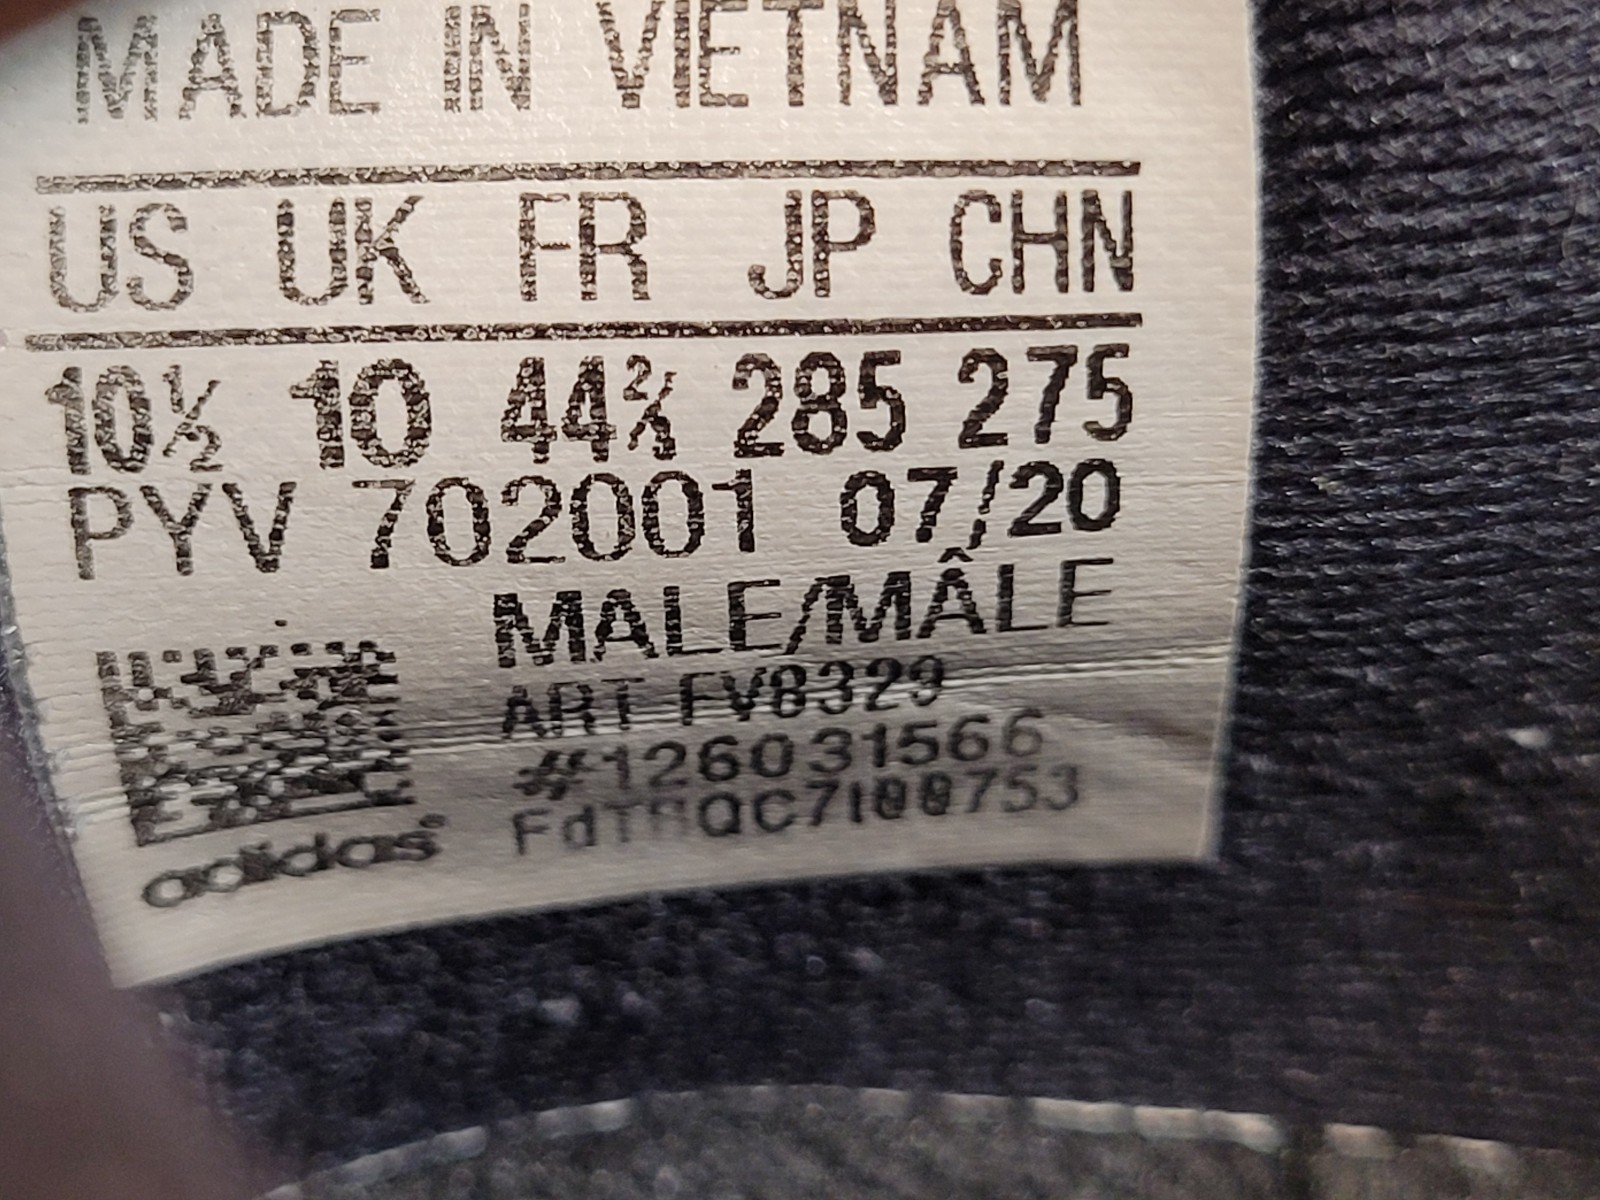 MADE IN VIETNAM
US UK FR JP CHN
10½ 10 44⅔ 285 275
PYV 702001 07/20
MALE/MÂLE
ART FV8329
#126031566
adidas®